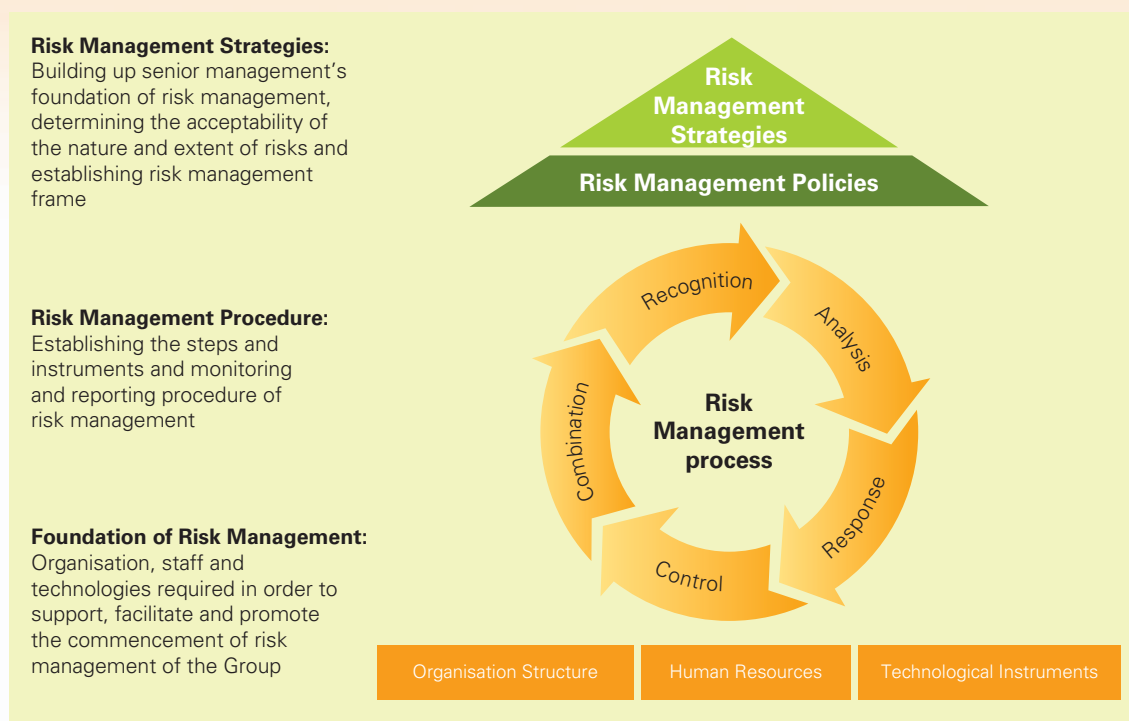 Risk Management Strategies:
Building up senior management’s
foundation of risk management,
determining the acceptability of
the nature and extent of risks and
establishing risk management
frame
Risk
Management
Strategies
Risk Management Policies
Risk Management Procedure:
Establishing the steps and
instruments and monitoring
and reporting procedure of
risk management
Recognition
Analysis
Response
Control
Combination
Risk
Management
process
Foundation of Risk Management:
Organisation, staff and
technologies required in order to
support, facilitate and promote
the commencement of risk
management of the Group
Organisation Structure
Human Resources
Technological Instruments